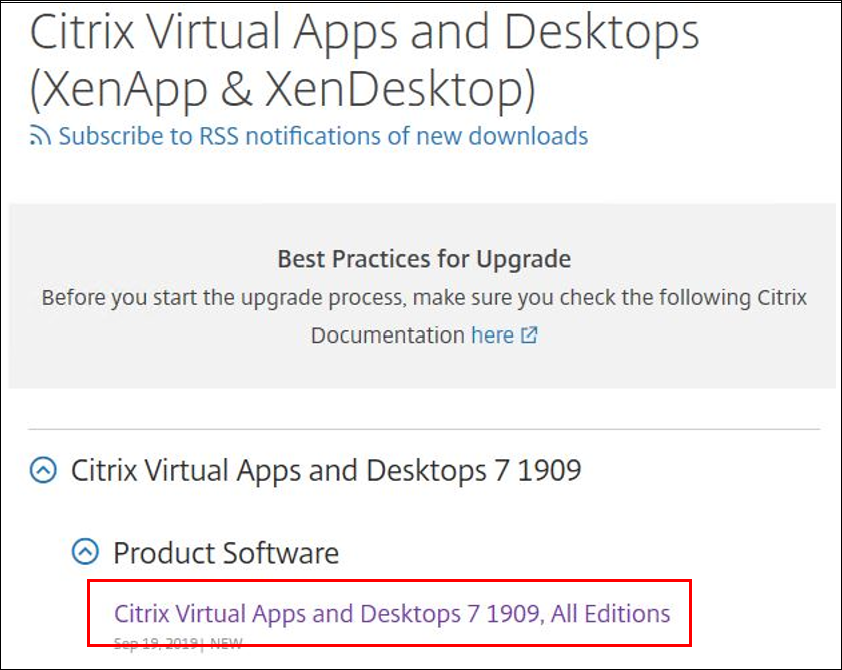 Citrix Virtual Apps and Desktops
(XenApp & XenDesktop)
Subscribe to RSS notifications of new downloads
Best Practices for Upgrade
Before you start the upgrade process, make sure you check the following Citrix
Documentation here
Citrix Virtual Apps and Desktops 7 1909
Product Software
Citrix Virtual Apps and Desktops 7 1909, All Editions
Sep 19, 2019| NEW